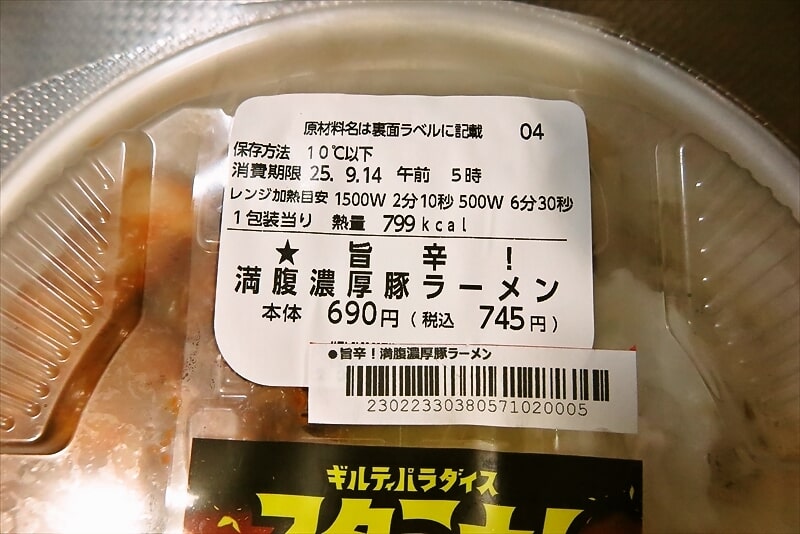 原材料名は裏面ラベルに記載 04
保存方法 10℃以下
消費期限 25. 9.14 午前 5時
レンジ加熱目安 1500W 2分10秒 500W 6分30秒
1包装当り 熱量 799kcal
★旨辛！
満腹濃厚豚ラーメン
本体 690円（税込 745円）
●旨辛！満腹濃厚豚ラーメン
23022330380571020005
ギルティパラダイス